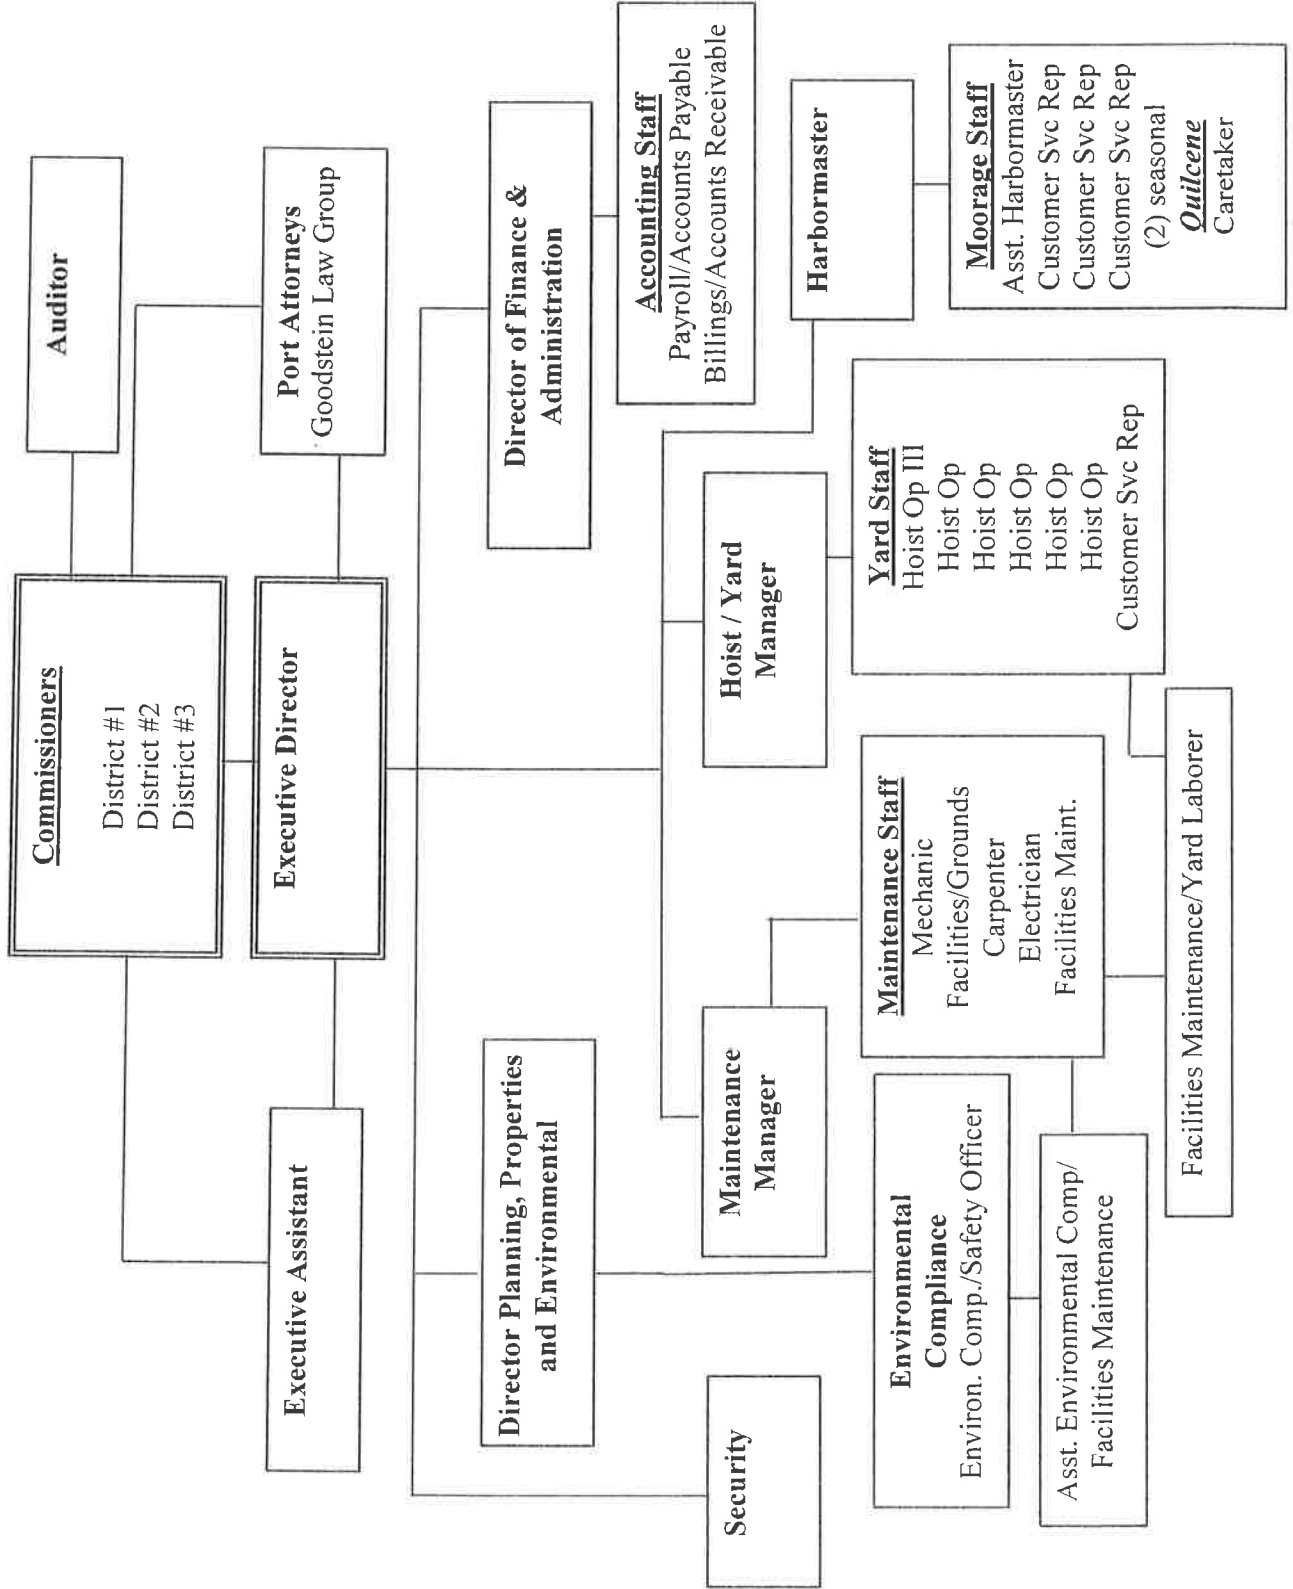 Commissioners
District #1
District #2
District #3
Auditor
Executive Assistant
Executive Director
Port Attorneys
Goodstein Law Group
Director Planning, Properties
and Environmental
Director of Finance &
Administration
Accounting Staff
Payroll/Accounts Payable
Billings/Accounts Receivable
Security
Maintenance
Manager
Hoist / Yard
Manager
Harbormaster
Environmental
Compliance
Environ. Comp./Safety Officer
Maintenance Staff
Mechanic
Facilities/Grounds
Carpenter
Electrician
Facilities Maint.
Yard Staff
Hoist Op III
Hoist Op
Hoist Op
Hoist Op
Hoist Op
Hoist Op
Customer Svc Rep
Moorage Staff
Asst. Harbormaster
Customer Svc Rep
Customer Svc Rep
Customer Svc Rep
(2) seasonal
Quilcene
Caretaker
Asst. Environmental Comp/
Facilities Maintenance
Facilities Maintenance/Yard Laborer